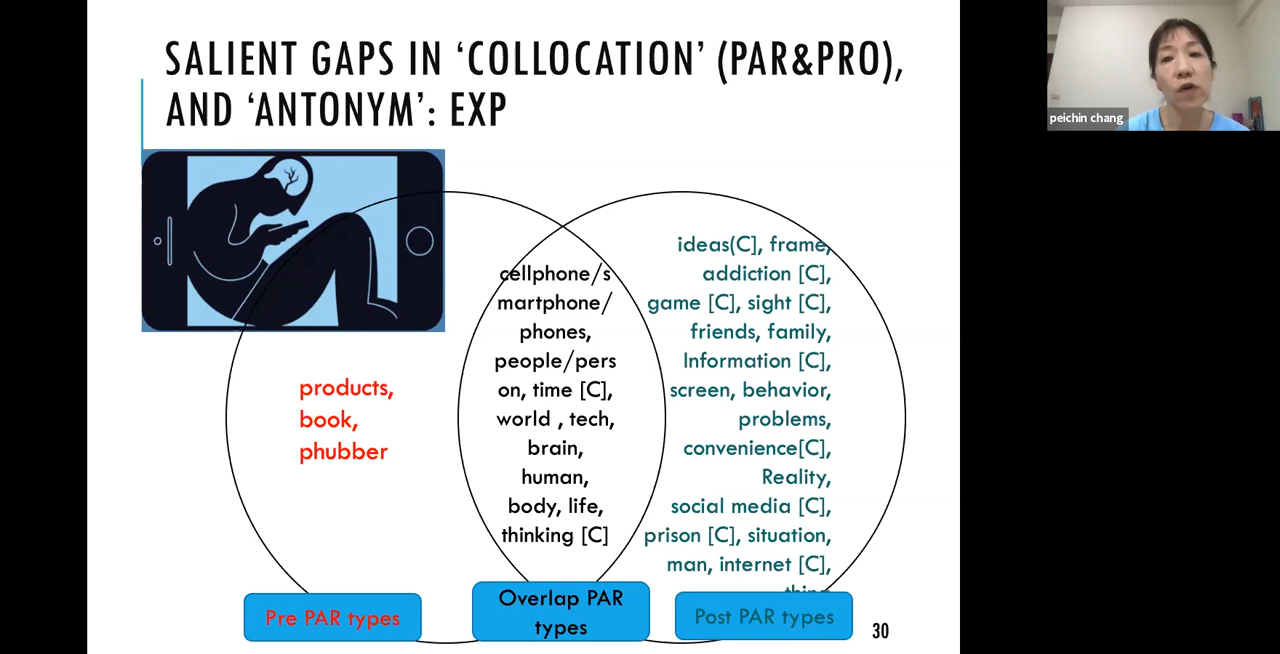 SALIENT GAPS IN ‘COLLOCATION’ (PAR&PRO),
AND ‘ANTONYM’: EXP
peichin chang
products,
book,
phubber
cellphone/s
martphone/
phones,
people/pers
on, time [C],
world , tech,
brain,
human,
body, life,
thinking [C]
ideas(C], frame,
addiction [C],
game [C], sight [C],
friends, family,
Information [C],
screen, behavior,
problems,
convenience[C],
Reality,
social media [C],
prison [C], situation,
man, internet [C],
Pre PAR types
Overlap PAR
types
Post PAR types
30